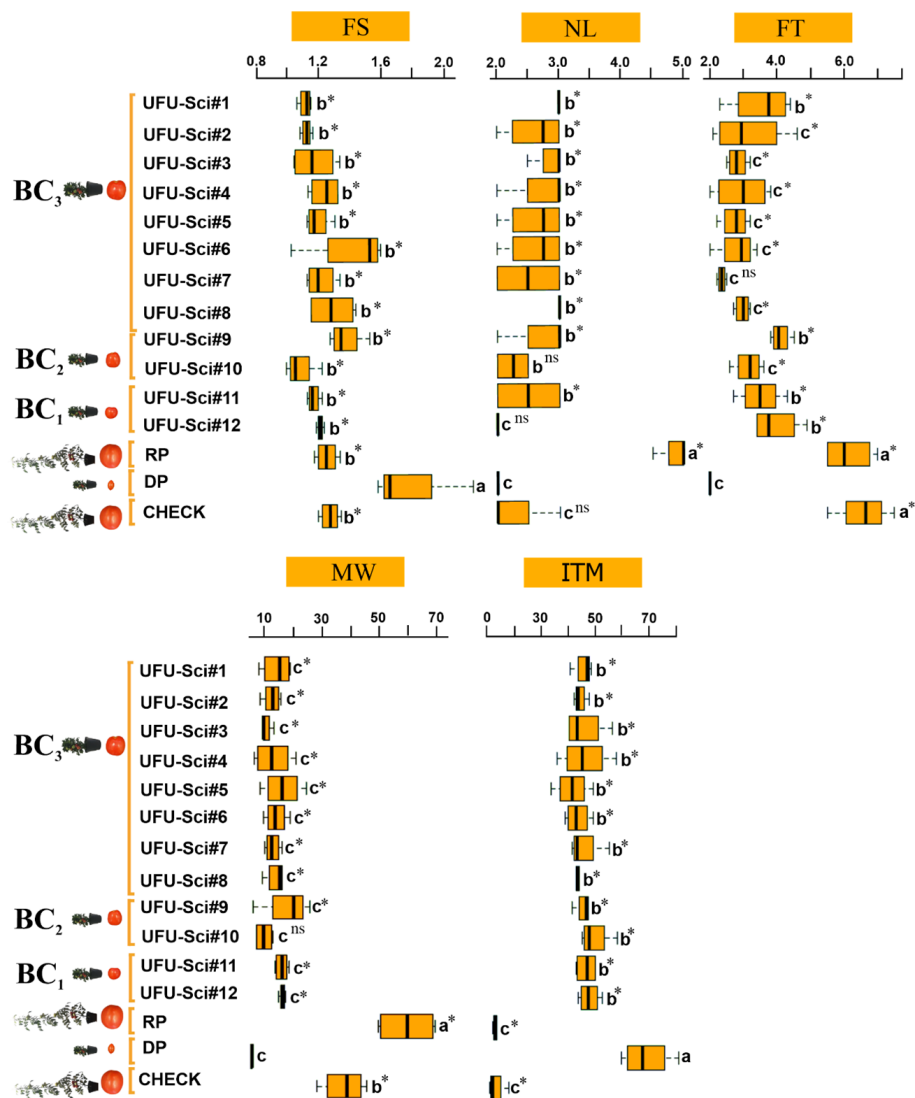 FS NL FT
0.8 1.2 1.6 2.0 2.0 3.0 4.0 5.0 2.0 4.0 6.0
BC3
UFU-Sci#1 b* b* b*
UFU-Sci#2 b* b* c*
UFU-Sci#3 b* b* c*
UFU-Sci#4 b* b* c*
UFU-Sci#5 b* b* c*
UFU-Sci#6 b* b* c*
UFU-Sci#7 b* b* c ns
UFU-Sci#8 b* b* c*
BC2
UFU-Sci#9 b* b* b*
UFU-Sci#10 b* b ns c*
BC1
UFU-Sci#11 b* b* b*
UFU-Sci#12 b* c ns b*
RP b* a* a*
DP a c c
CHECK b* c ns a*
MW ITM
10 30 50 70 0 30 50 70
BC3
UFU-Sci#1 c* b*
UFU-Sci#2 c* b*
UFU-Sci#3 c* b*
UFU-Sci#4 c* b*
UFU-Sci#5 c* b*
UFU-Sci#6 c* b*
UFU-Sci#7 c* b*
UFU-Sci#8 c* b*
BC2
UFU-Sci#9 c* b*
UFU-Sci#10 c ns b*
BC1
UFU-Sci#11 c* b*
UFU-Sci#12 c* b*
RP a* c*
DP c a
CHECK b* c*